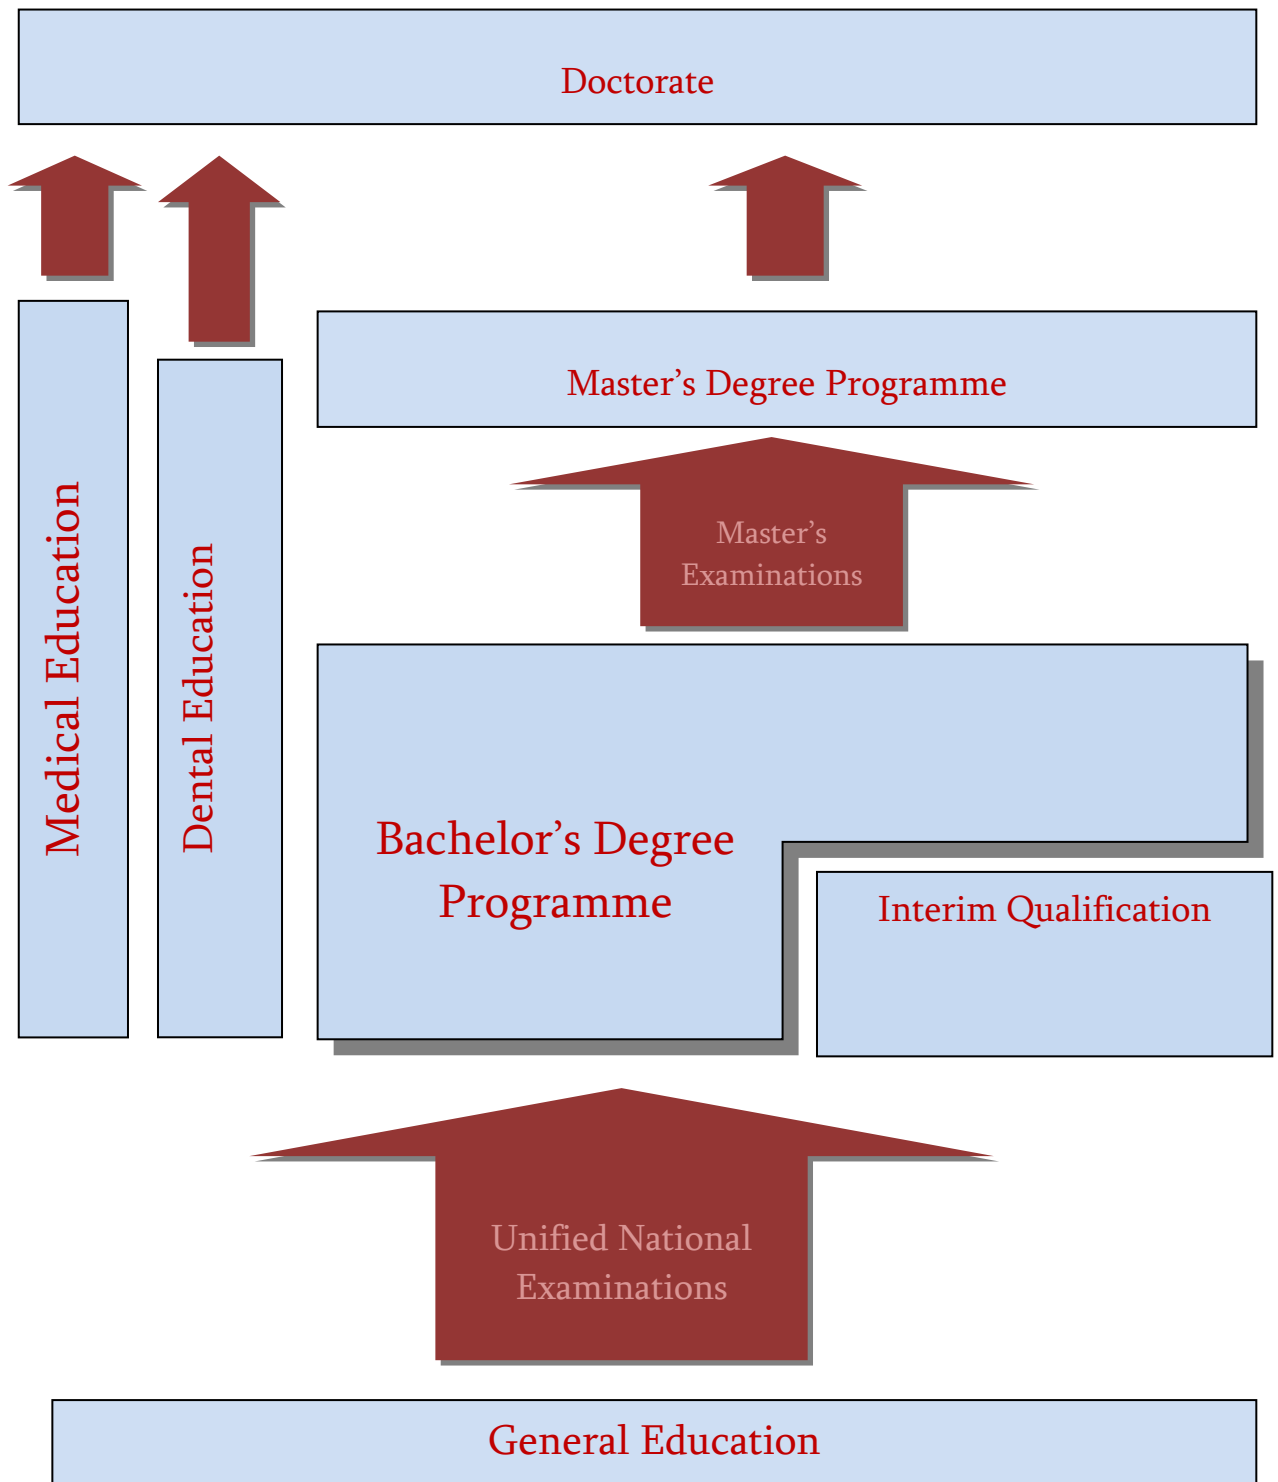 Doctorate
Master’s Degree Programme
Master’s
Examinations
Medical Education
Dental Education
Bachelor’s Degree
Programme
Interim Qualification
Unified National
Examinations
General Education